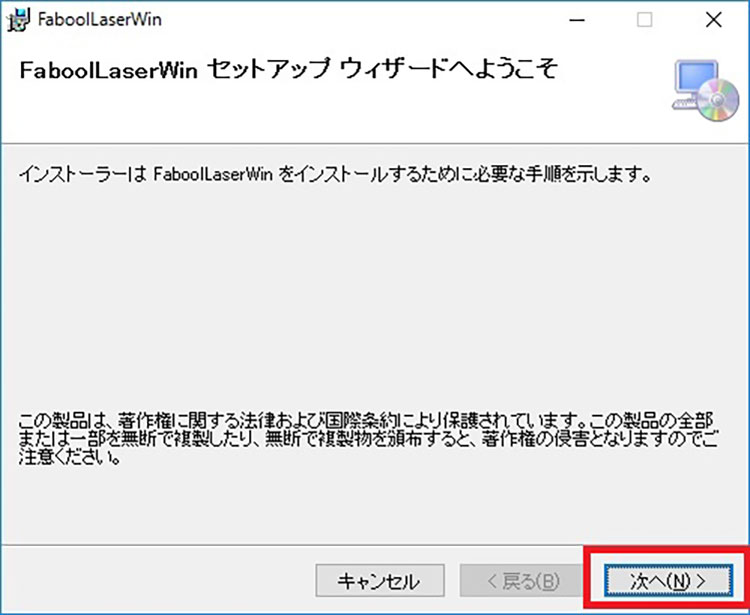 FaboolLaserWin
FaboolLaserWin セットアップ ウィザードへようこそ
インストーラーは FaboolLaserWin をインストールするために必要な手順を示します。
この製品は、著作権に関する法律および国際条約により保護されています。この製品の全部
または一部を無断で複製したり、無断で複製物を頒布すると、著作権の侵害となりますのでご
注意ください。
キャンセル < 戻る(B) 次へ(N) >